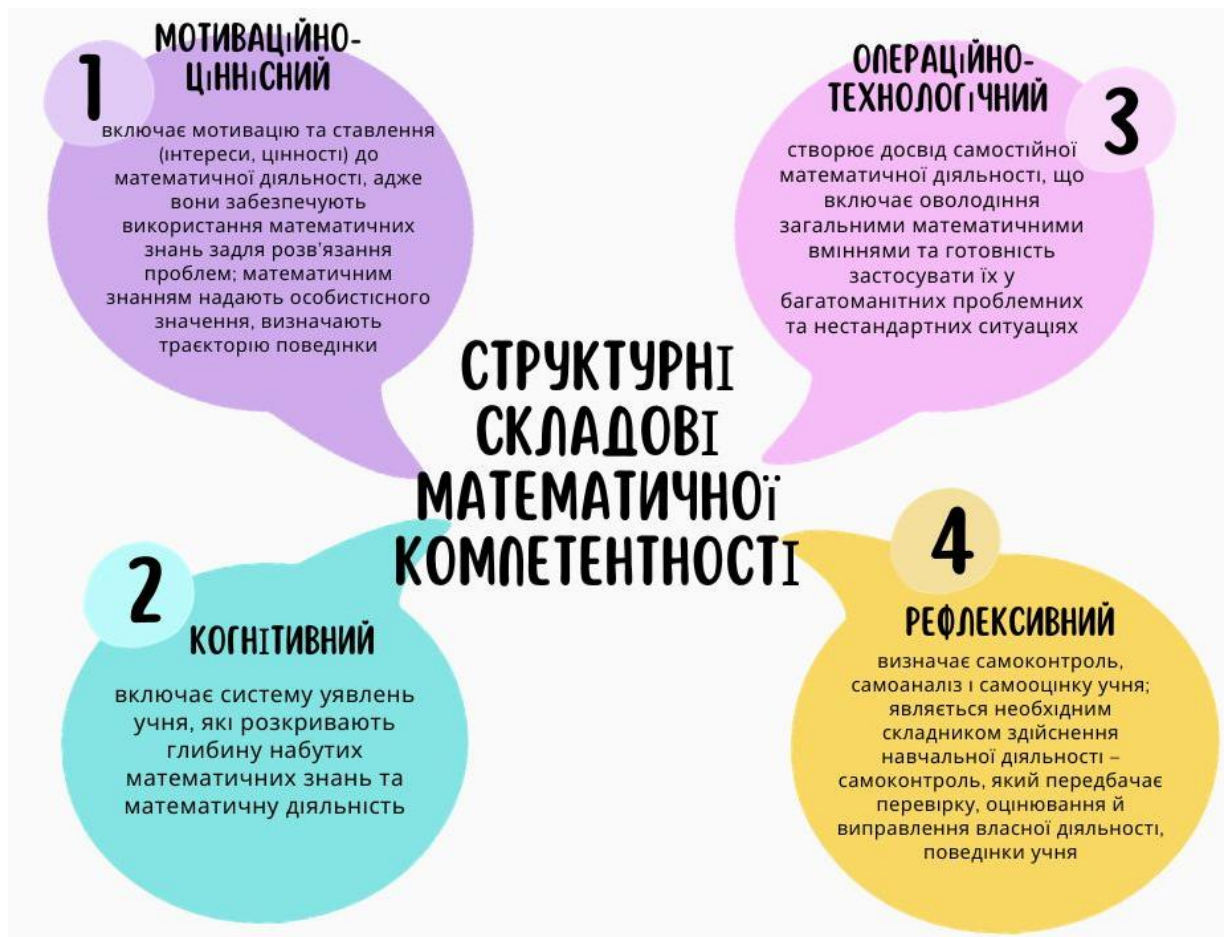 1
МОТИВАЦІЙНО-
ЦІННІСНИЙ
включає мотивацію та ставлення
(інтереси, цінності) до
математичної діяльності, адже
вони забезпечують
використання математичних
знань задля розв'язання
проблем; математичним
знанням надають особистісного
значення, визначають
траєкторію поведінки
2
КОГНІТИВНИЙ
включає систему уявлень
учня, які розкривають
глибину набутих
математичних знань та
математичну діяльність
СТРУКТУРНІ
СКЛАДОВІ
МАТЕМАТИЧНОЇ
КОМПЕТЕНТНОСТІ
ОПЕРАЦІЙНО-
ТЕХНОЛОГІЧНИЙ
3
створює досвід самостійної
математичної діяльності, що
включає оволодіння
загальними математичними
вміннями та готовність
застосувати їх у
багатоманітних проблемних
та нестандартних ситуаціях
4
РЕФЛЕКСИВНИЙ
визначає самоконтроль,
самоаналіз і самооцінку учня;
являється необхідним
складником здійснення
навчальної діяльності –
самоконтроль, який передбачає
перевірку, оцінювання й
виправлення власної діяльності,
поведінки учня